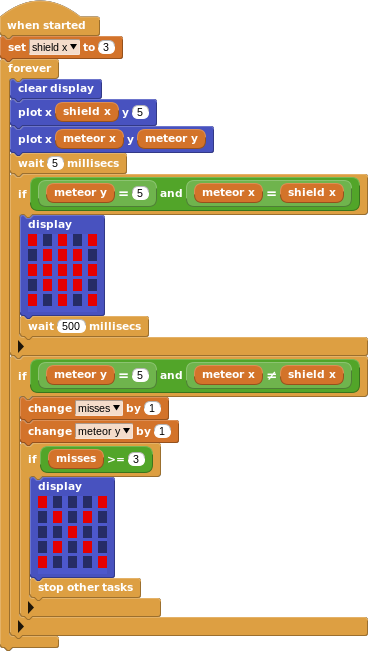 when started
set shield x to 3
forever
clear display
plot x shield x y 5
plot x meteor x y meteor y
wait 5 millisecs
if meteor y = 5 and meteor x = shield x
display
wait 500 millisecs
if meteor y = 5 and meteor x ≠ shield x
change misses by 1
change meteor y by 1
if misses >= 3
display
stop other tasks